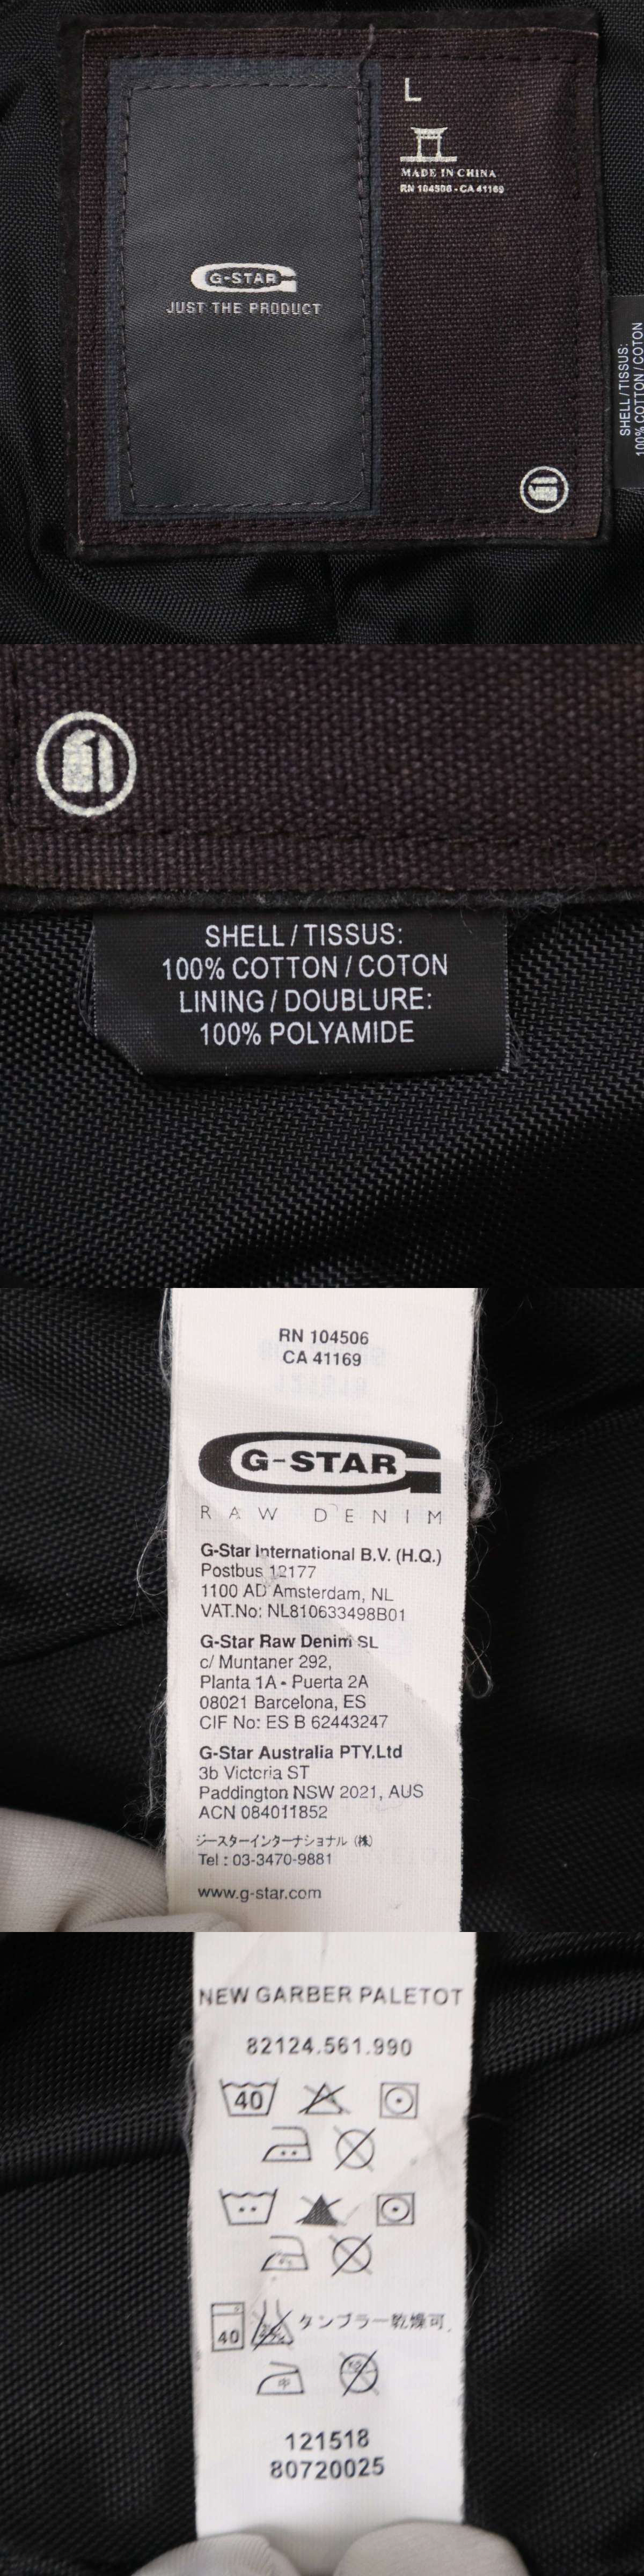 L
MADE IN CHINA
RN 104506 - CA 41169
G-STAR
JUST THE PRODUCT
SHELL / TISSUS:
100% COTTON / COTON
SHELL / TISSUS:
100% COTTON / COTON
LINING / DOUBLURE:
100% POLYAMIDE
RN 104506
CA 41169
G-STAR
RAW DENIM
G-Star International B.V. (H.Q.)
Postbus 12177
1100 AD Amsterdam, NL
VAT.No: NL810633498B01
G-Star Raw Denim SL
c/ Muntaner 292,
Planta 1A - Puerta 2A
08021 Barcelona, ES
CIF No: ES B 62443247
G-Star Australia PTY.Ltd
3b Victoria ST
Paddington NSW 2021, AUS
ACN 084011852
ジースターインターナショナル（株）
Tel : 03-3470-9881
www.g-star.com
NEW GARBER PALETOT
82124.561.990
40
40 タンブラー乾燥可
中
121518
80720025